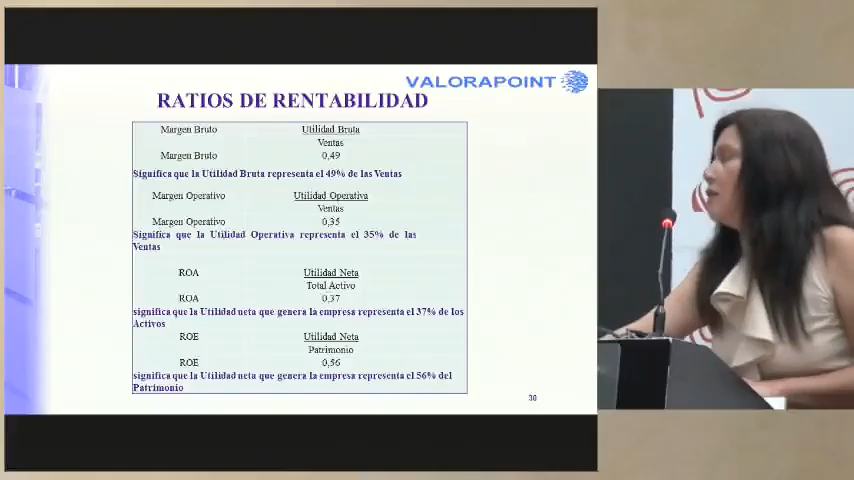 VALORAPOINT
RATIOS DE RENTABILIDAD
Margen Bruto Utilidad Bruta
Ventas
Margen Bruto 0,49
Significa que la Utilidad Bruta representa el 49% de las Ventas
Margen Operativo Utilidad Operativa
Ventas
Margen Operativo 0,35
Significa que la Utilidad Operativa representa el 35% de las
Ventas
ROA Utilidad Neta
Total Activo
ROA 0,37
significa que la Utilidad neta que genera la empresa representa el 37% de los
Activos
ROE Utilidad Neta
Patrimonio
ROE 0,56
significa que la Utilidad neta que genera la empresa representa el 56% del
Patrimonio
30